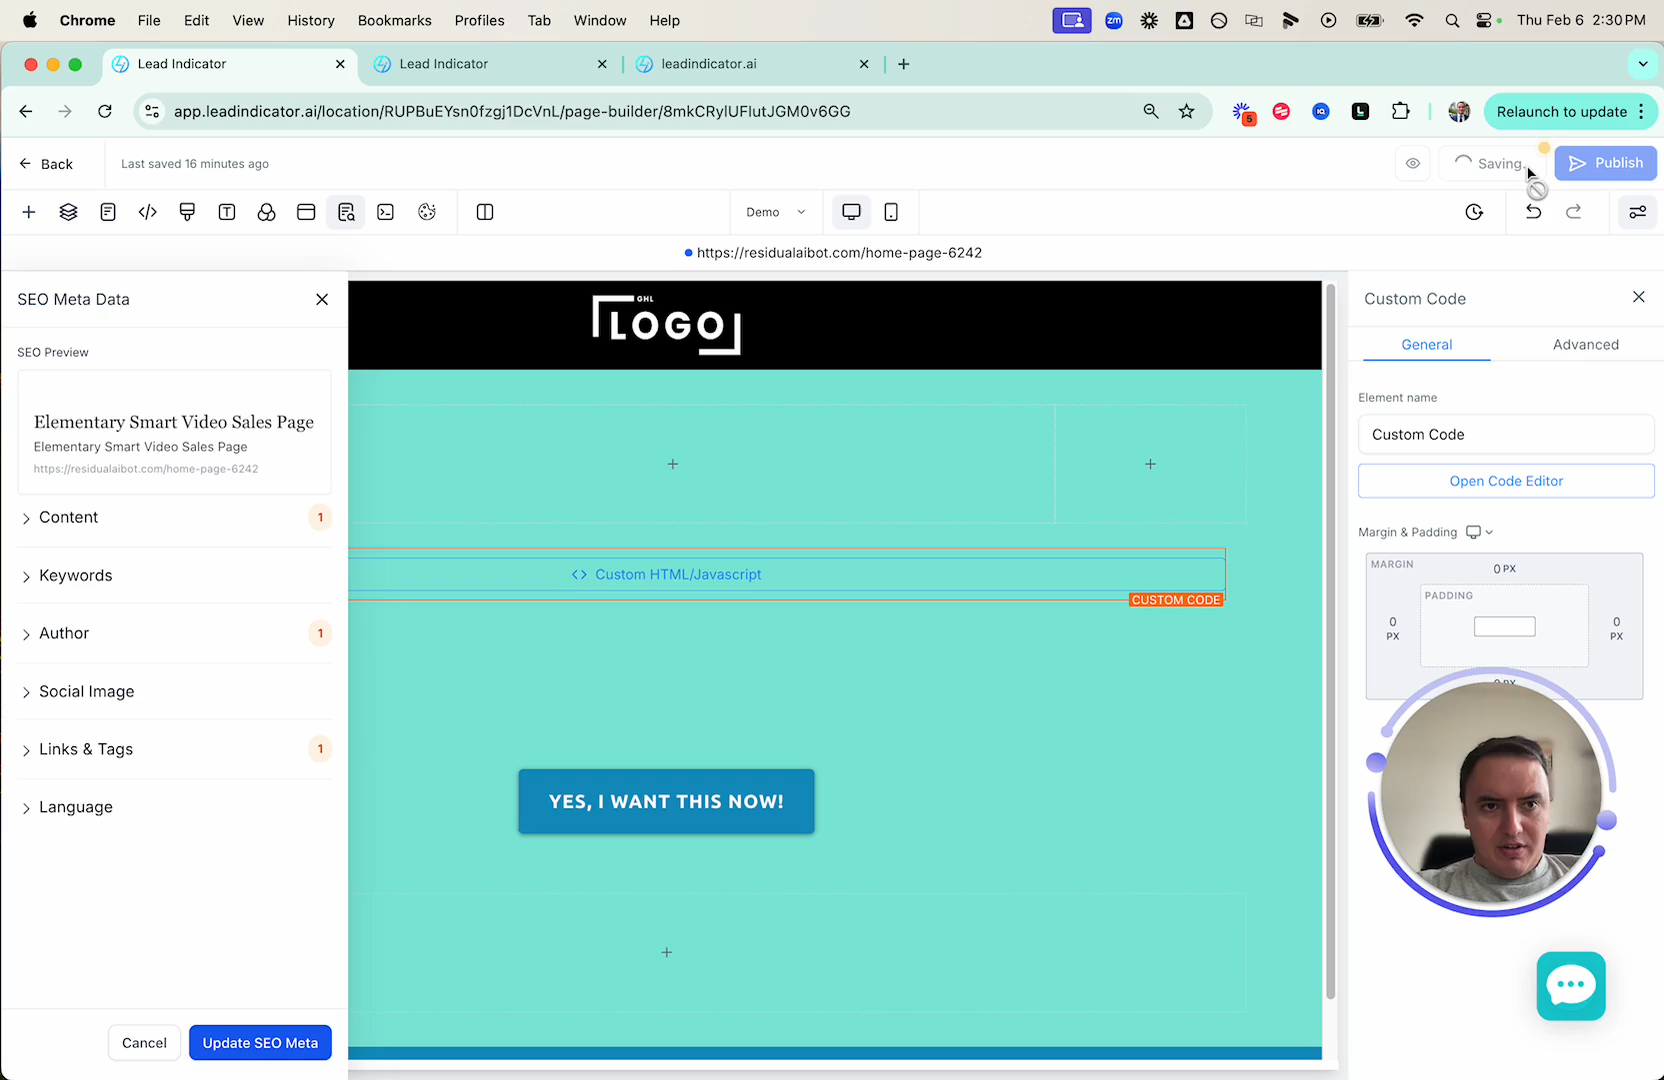 Chrome File Edit View History Bookmarks Profiles Tab Window Help
zm
Thu Feb 6 2:30 PM
Lead Indicator
Lead Indicator
leadindicator.ai
app.leadindicator.ai/location/RUPBuEYsn0fzgj1DcVnL/page-builder/8mkCRylUFlutJGM0v6GG
5
L
Relaunch to update
Back
Last saved 16 minutes ago
Saving..
Publish
Demo
https://residualaibot.com/home-page-6242
SEO Meta Data
SEO Preview
Elementary Smart Video Sales Page
Elementary Smart Video Sales Page
https://residualaibot.com/home-page-6242
Content
1
Keywords
Author
1
Social Image
Links & Tags
1
Language
Cancel
Update SEO Meta
GHL
LOGO
Custom HTML/Javascript
CUSTOM CODE
YES, I WANT THIS NOW!
Custom Code
General
Advanced
Element name
Custom Code
Open Code Editor
Margin & Padding
MARGIN
0 PX
PADDING
0
PX
0
PX
0 PX